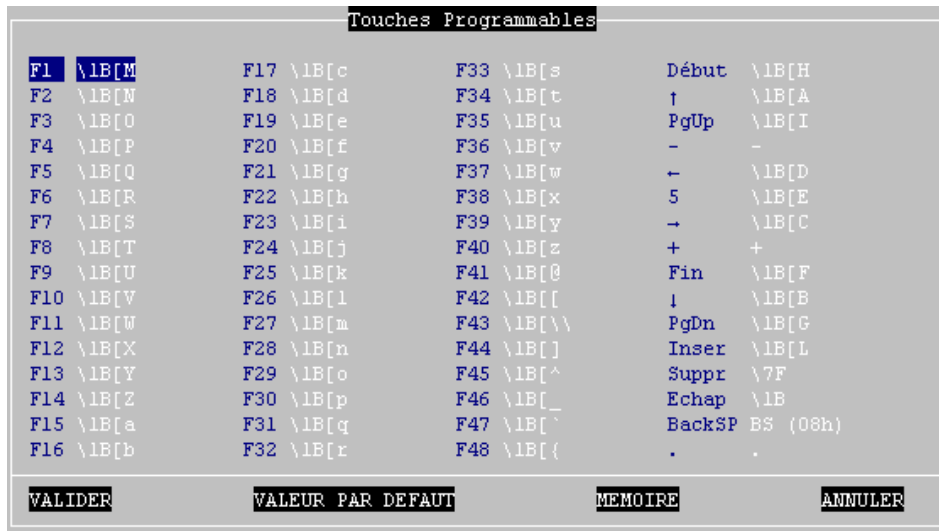 Touches Programmables
F1 \1B[M F17 \1B[c F33 \1B[s Début \1B[H
F2 \1B[N F18 \1B[d F34 \1B[t ↑ \1B[A
F3 \1B[O F19 \1B[e F35 \1B[u PgUp \1B[I
F4 \1B[P F20 \1B[f F36 \1B[v - -
F5 \1B[Q F21 \1B[g F37 \1B[w ← \1B[D
F6 \1B[R F22 \1B[h F38 \1B[x 5 \1B[E
F7 \1B[S F23 \1B[i F39 \1B[y → \1B[C
F8 \1B[T F24 \1B[j F40 \1B[z + +
F9 \1B[U F25 \1B[k F41 \1B[@ Fin \1B[F
F10 \1B[V F26 \1B[l F42 \1B[[ ↓ \1B[B
F11 \1B[W F27 \1B[m F43 \1B[\\ PgDn \1B[G
F12 \1B[X F28 \1B[n F44 \1B[] Inser \1B[L
F13 \1B[Y F29 \1B[o F45 \1B[^ Suppr \7F
F14 \1B[Z F30 \1B[p F46 \1B[_ Echap \1B
F15 \1B[a F31 \1B[q F47 \1B[` BackSP BS (08h)
F16 \1B[b F32 \1B[r F48 \1B[{ . .
VALIDER VALEUR PAR DEFAUT MEMOIRE ANNULER